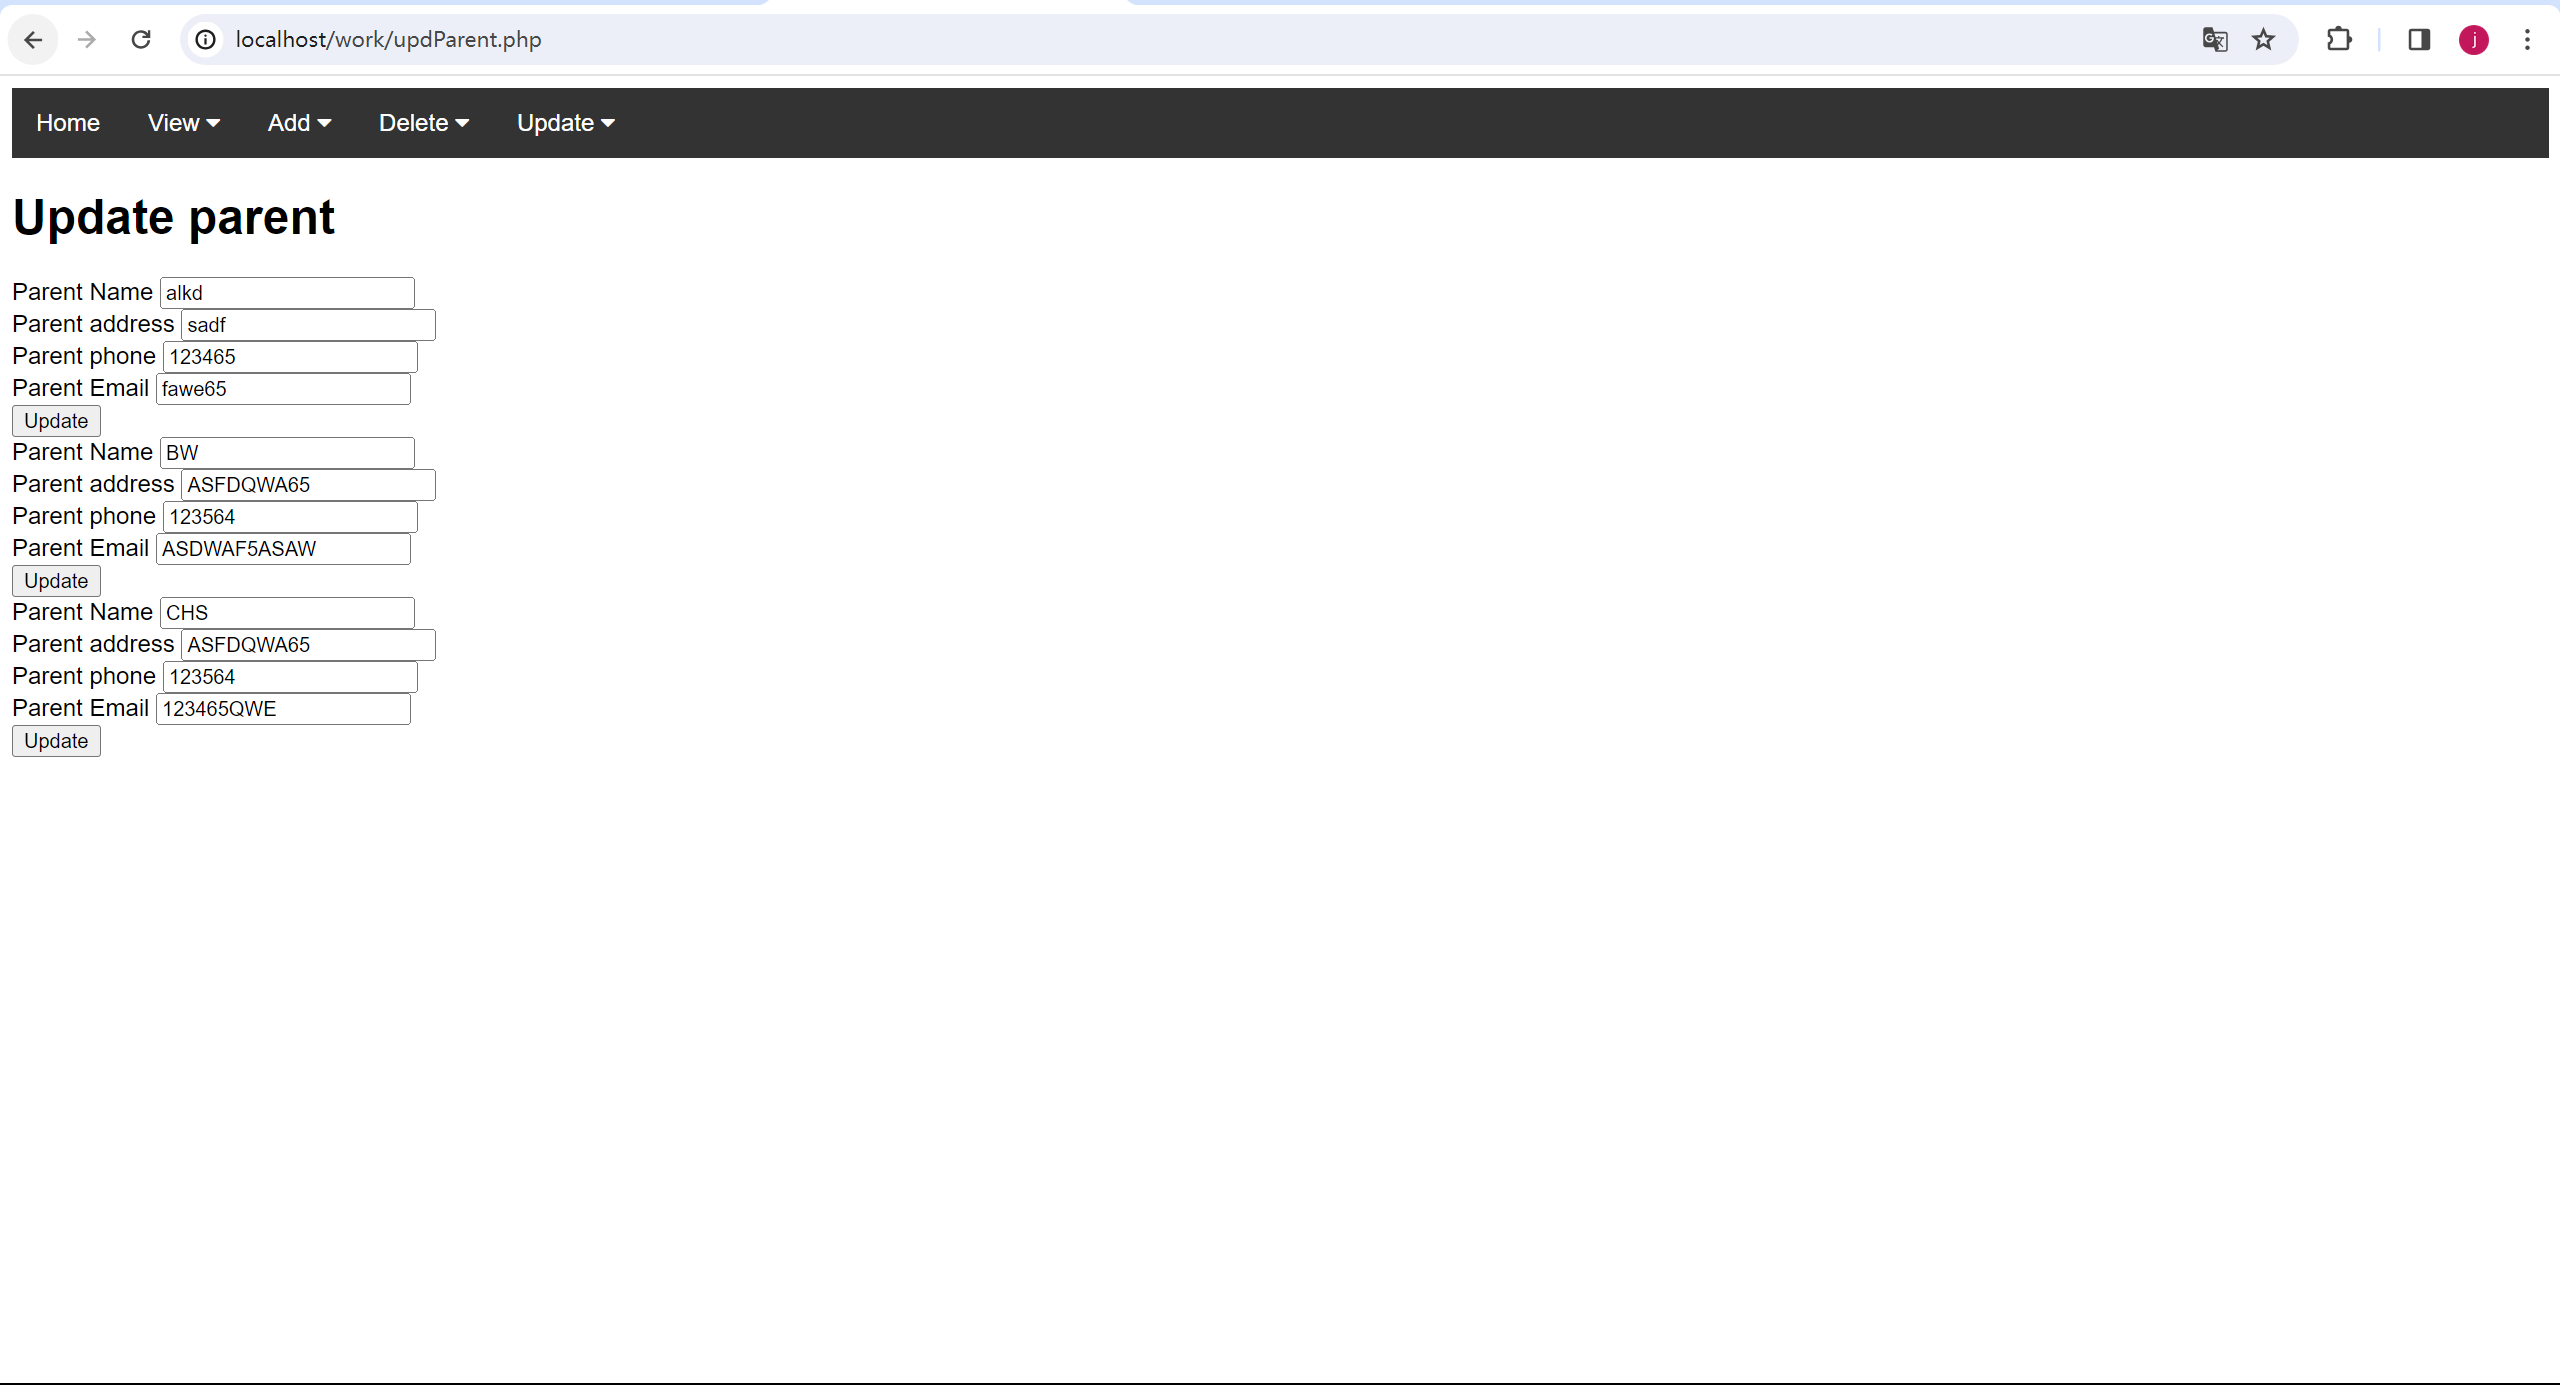 localhost/work/updParent.php
j
Home View Add Delete Update
Update parent
Parent Name alkd
Parent address sadf
Parent phone 123465
Parent Email fawe65
Update
Parent Name BW
Parent address ASFDQWA65
Parent phone 123564
Parent Email ASDWAF5ASAW
Update
Parent Name CHS
Parent address ASFDQWA65
Parent phone 123564
Parent Email 123465QWE
Update